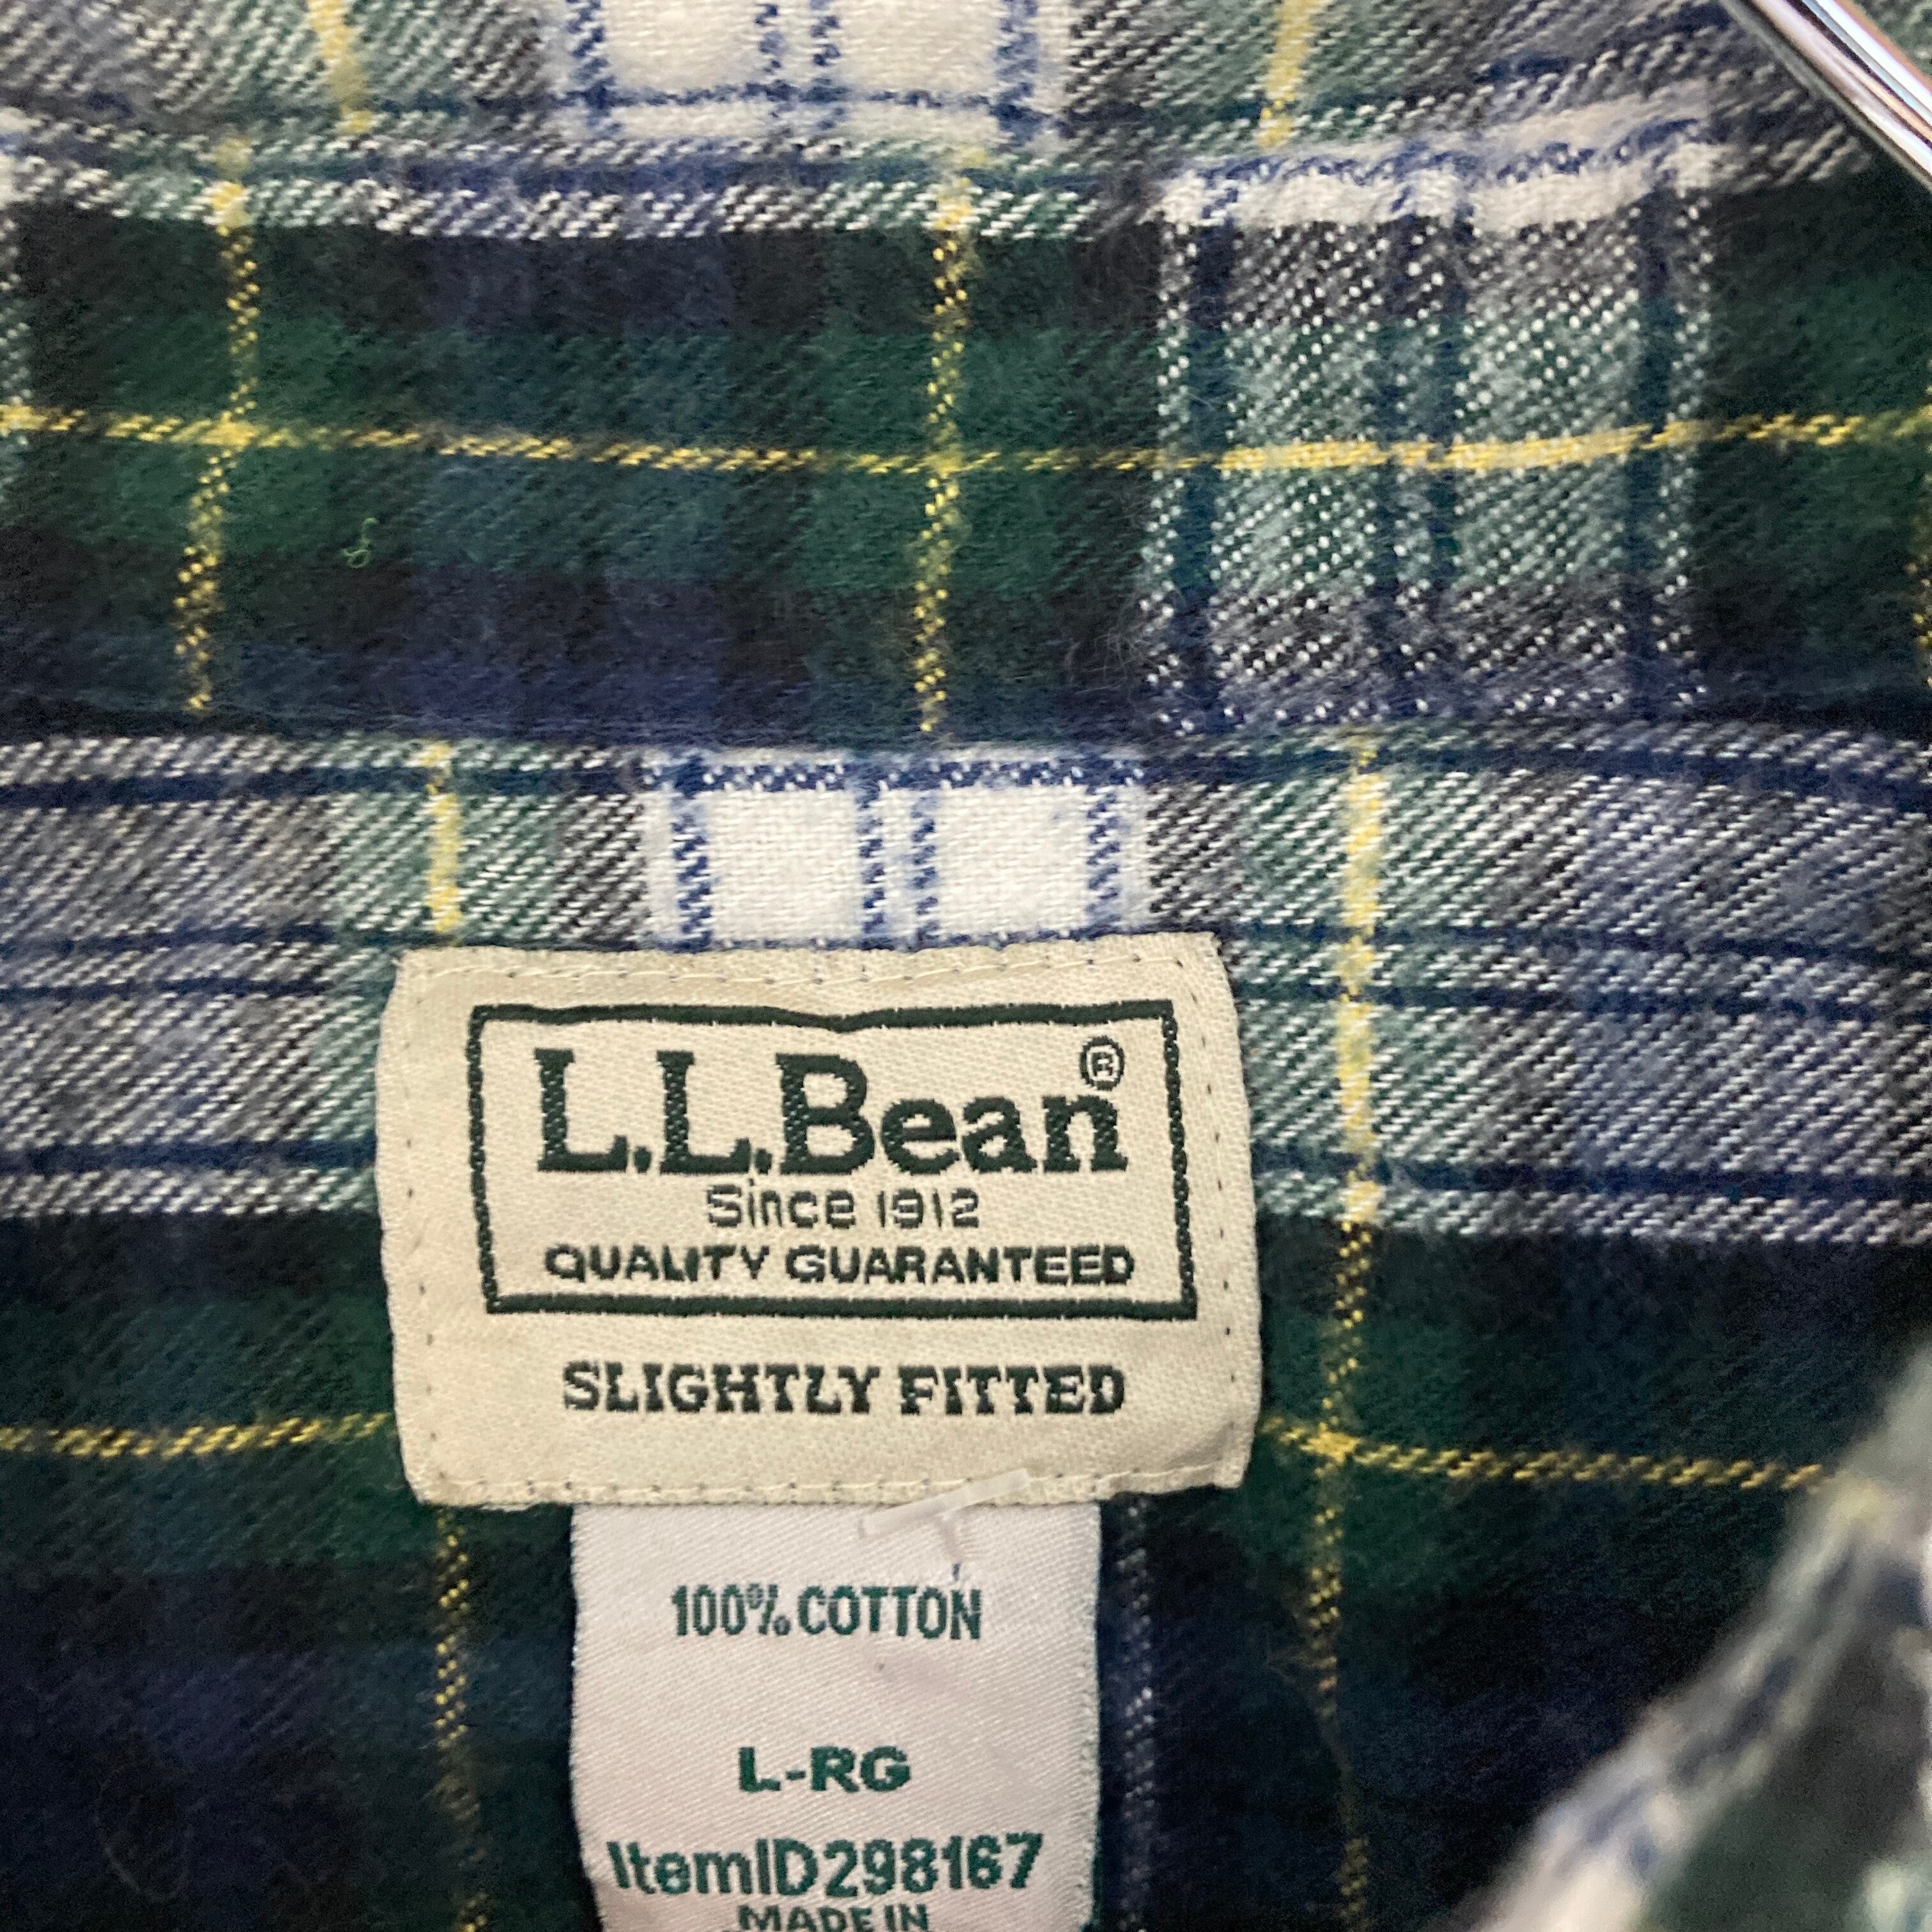 L.L.Bean®
Since 1912
QUALITY GUARANTEED
SLIGHTLY FITTED
100% COTTON
L-RG
ItemID298167
MADE IN